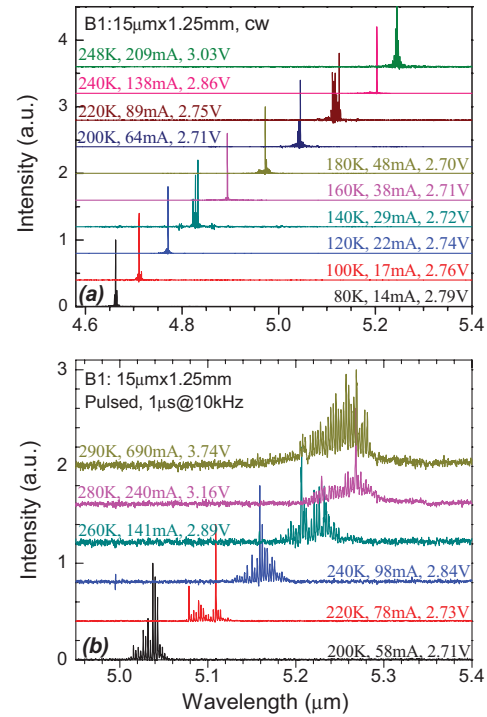 B1:15μmx1.25mm, cw
4
248K, 209mA, 3.03V
240K, 138mA, 2.86V
3
220K, 89mA, 2.75V
200K, 64mA, 2.71V
180K, 48mA, 2.70V
2
160K, 38mA, 2.71V
140K, 29mA, 2.72V
120K, 22mA, 2.74V
1
100K, 17mA, 2.76V
(a)
80K, 14mA, 2.79V
0
Intensity (a.u.)
4.6 4.8 5.0 5.2 5.4
3
B1: 15μmx1.25mm
Pulsed, 1μs@10kHz
290K, 690mA, 3.74V
2
280K, 240mA, 3.16V
260K, 141mA, 2.89V
240K, 98mA, 2.84V
1
220K, 78mA, 2.73V
(b)
200K, 58mA, 2.71V
0
Intensity (a.u.)
5.0 5.1 5.2 5.3 5.4
Wavelength (μm)